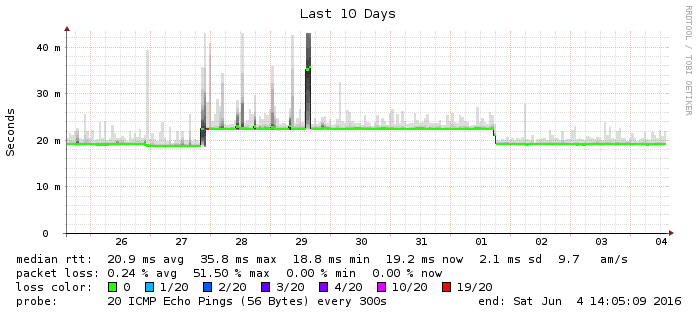 Last 10 Days
RRDTOOL / TOBI OETIKER
Seconds
40 m
30 m
20 m
10 m
0
26 27 28 29 30 31 01 02 03 04
median rtt: 20.9 ms avg 35.8 ms max 18.8 ms min 19.2 ms now 2.1 ms sd 9.7 am/s
packet loss: 0.24 % avg 51.50 % max 0.00 % min 0.00 % now
loss color: 0 1/20 2/20 3/20 4/20 10/20 19/20
probe: 20 ICMP Echo Pings (56 Bytes) every 300s end: Sat Jun 4 14:05:09 2016